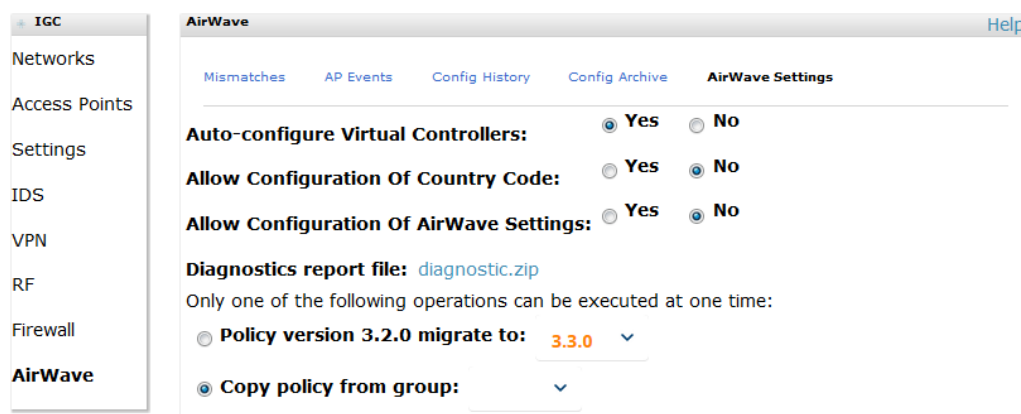 IGC
Networks
Access Points
Settings
IDS
VPN
RF
Firewall
AirWave
AirWave Help
Mismatches AP Events Config History Config Archive AirWave Settings
Auto-configure Virtual Controllers: Yes No
Allow Configuration Of Country Code: Yes No
Allow Configuration Of AirWave Settings: Yes No
Diagnostics report file: diagnostic.zip
Only one of the following operations can be executed at one time:
Policy version 3.2.0 migrate to: 3.3.0
Copy policy from group: